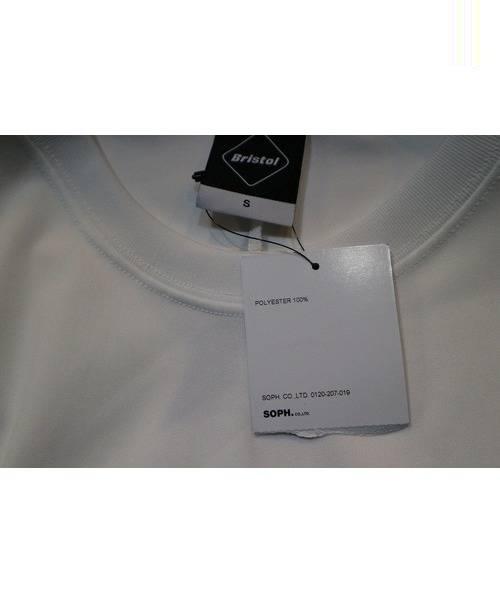 Bristol
S
POLYESTER 100%
SOPH. CO.,LTD. 0120-207-019
SOPH. CO.,LTD.